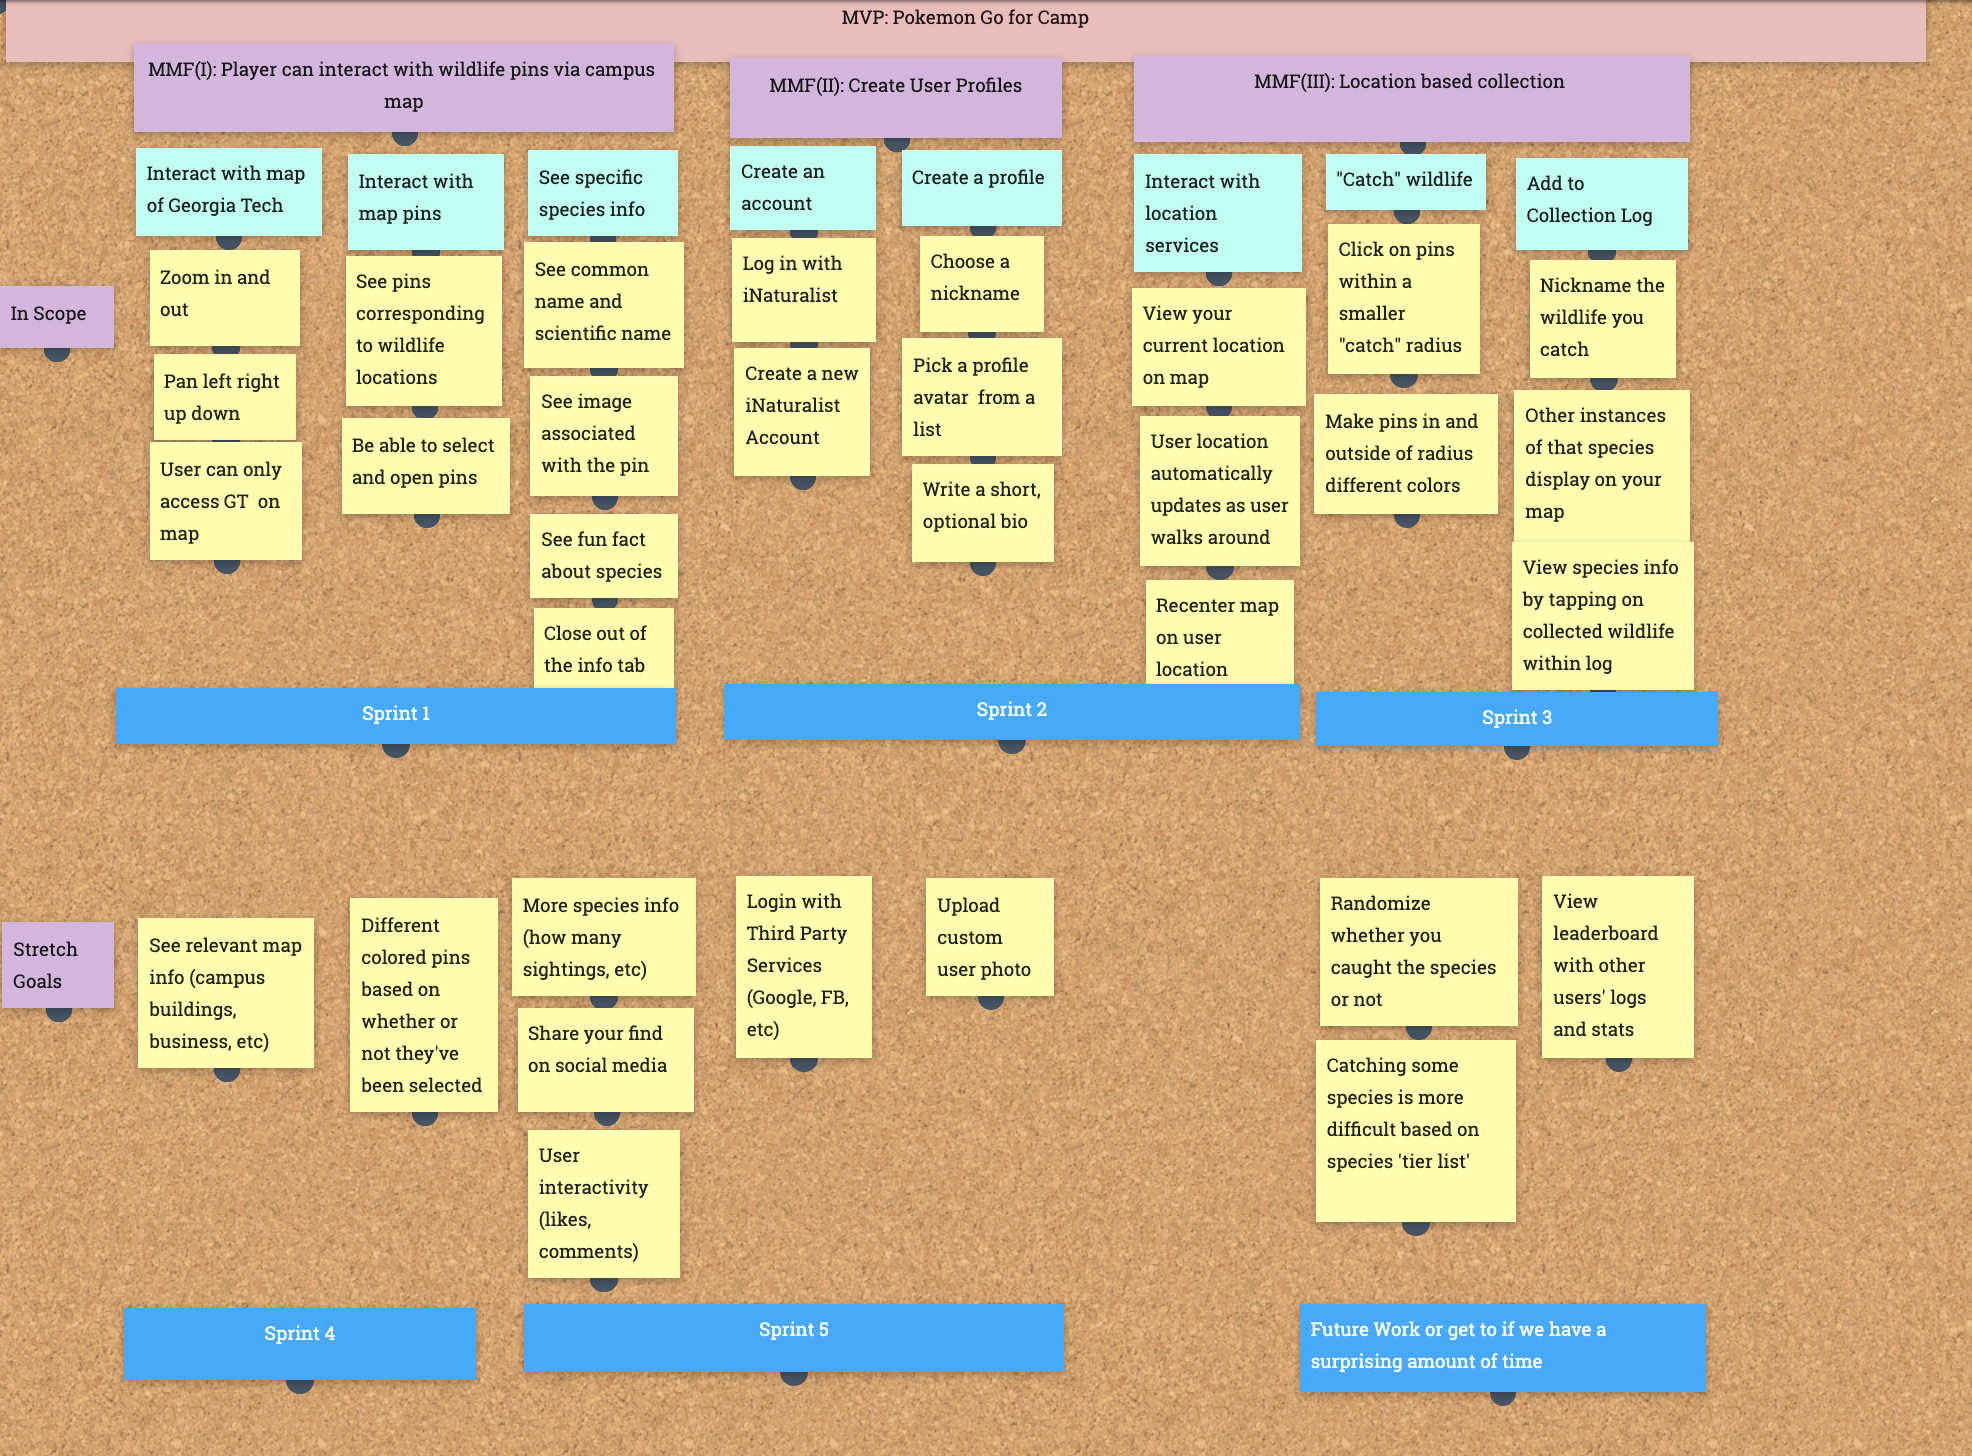 MVP: Pokemon Go for Camp
MMF(I): Player can interact with wildlife pins via campus
map
MMF(II): Create User Profiles
MMF(III): Location based collection
Interact with map
of Georgia Tech
Interact with
map pins
See specific
species info
Create an
account
Create a profile
Interact with
location
services
"Catch" wildlife
Add to
Collection Log
In Scope
Zoom in and
out
Pan left right
up down
User can only
access GT  on
map
See pins
corresponding
to wildlife
locations
Be able to select
and open pins
See common
name and
scientific name
See image
associated
with the pin
See fun fact
about species
Close out of
the info tab
Log in with
iNaturalist
Create a new
iNaturalist
Account
Choose a
nickname
Pick a profile
avatar  from a
list
Write a short,
optional bio
View your
current location
on map
User location
automatically
updates as user
walks around
Recenter map
on user
location
Click on pins
within a
smaller
"catch" radius
Make pins in and
outside of radius
different colors
Nickname the
wildlife you
catch
Other instances
of that species
display on your
map
View species info
by tapping on
collected wildlife
within log
Sprint 1
Sprint 2
Sprint 3
Stretch
Goals
See relevant map
info (campus
buildings,
business, etc)
Different
colored pins
based on
whether or
not they've
been selected
More species info
(how many
sightings, etc)
Share your find
on social media
User
interactivity
(likes,
comments)
Login with
Third Party
Services
(Google, FB,
etc)
Upload
custom
user photo
Randomize
whether you
caught the species
or not
Catching some
species is more
difficult based on
species 'tier list'
View
leaderboard
with other
users' logs
and stats
Sprint 4
Sprint 5
Future Work or get to if we have a
surprising amount of time